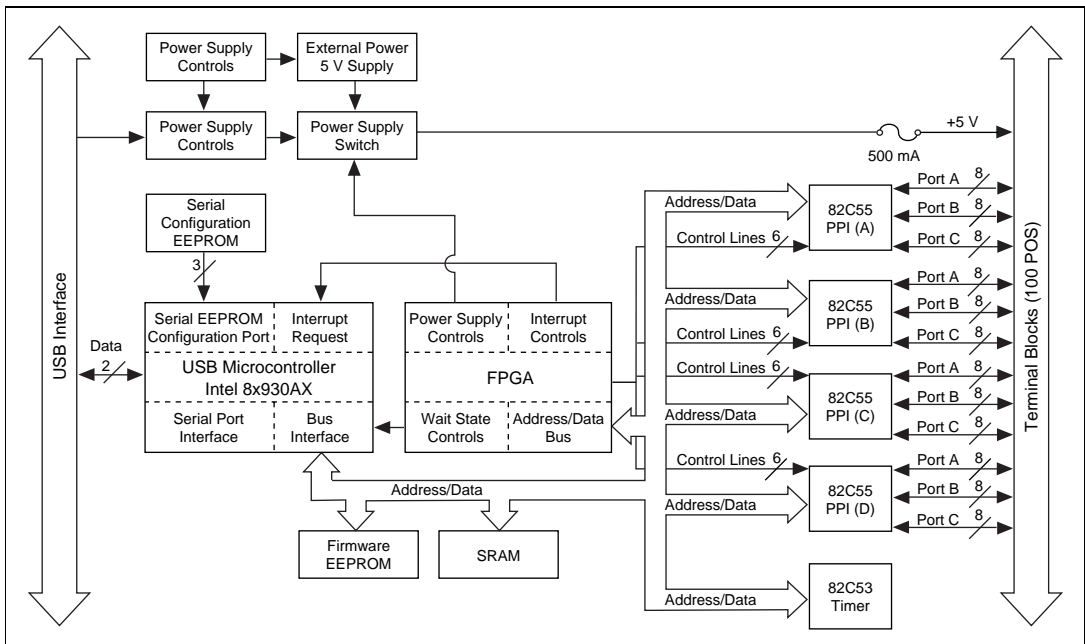 Power Supply
Controls
External Power
5 V Supply
Power Supply
Controls
Power Supply
Switch
+5 V
500 mA
Serial
Configuration
EEPROM
3
Serial EEPROM
Configuration Port
Interrupt
Request
USB Microcontroller
Intel 8x930AX
Serial Port
Interface
Bus
Interface
Power Supply
Controls
Interrupt
Controls
FPGA
Wait State
Controls
Address/Data
Bus
USB Interface
Data
2
Address/Data
Firmware
EEPROM
SRAM
Address/Data
Control Lines 6
82C55
PPI (A)
Port A 8
Port B 8
Port C 8
Address/Data
Control Lines 6
82C55
PPI (B)
Port A 8
Port B 8
Port C 8
Control Lines 6
Address/Data
82C55
PPI (C)
Port A 8
Port B 8
Port C 8
Control Lines 6
Address/Data
82C55
PPI (D)
Port A 8
Port B 8
Port C 8
Address/Data
82C53
Timer
Terminal Blocks (100 POS)